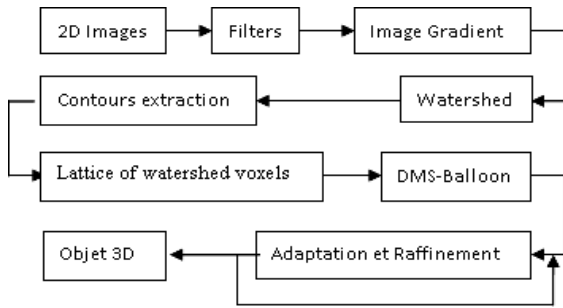 2D Images
Filters
Image Gradient
Watershed
Contours extraction
Lattice of watershed voxels
DMS-Balloon
Adaptation et Raffinement
Objet 3D